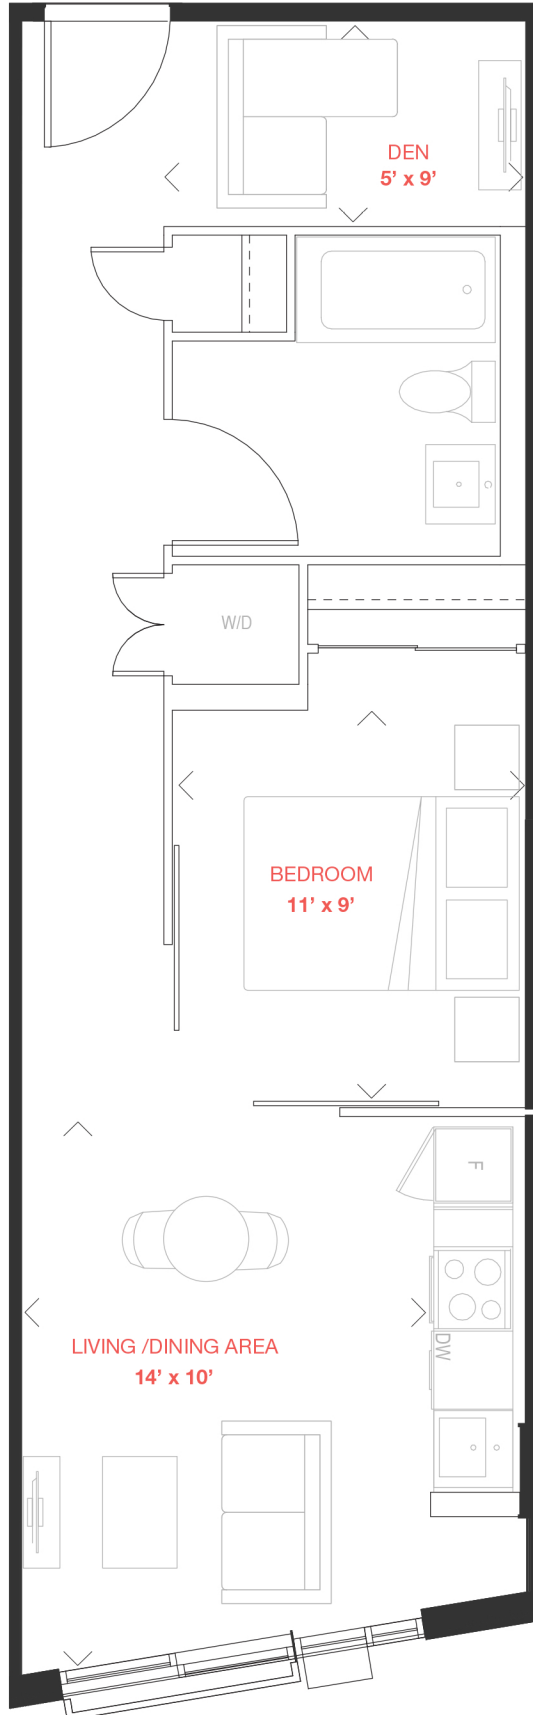 DEN
5’ x 9’
W/D
BEDROOM
11’ x 9’
F
LIVING /DINING AREA
14’ x 10’
DW